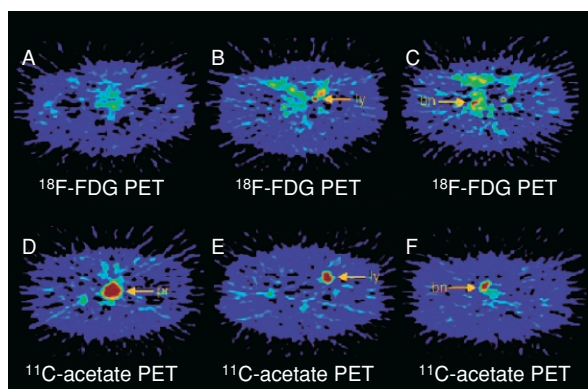 A
B
C
ly
bn
18F-FDG PET
18F-FDG PET
18F-FDG PET
D
E
F
pr
ly
bn
11C-acetate PET
11C-acetate PET
11C-acetate PET